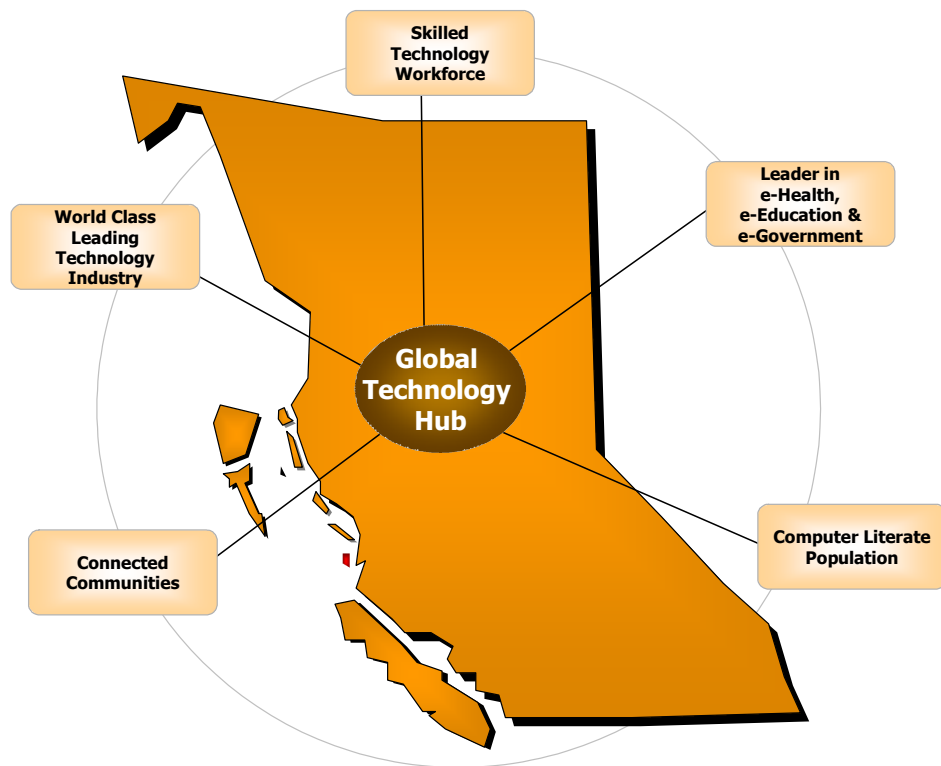 Skilled
Technology
Workforce
Leader in
e-Health,
e-Education &
e-Government
World Class
Leading
Technology
Industry
Global
Technology
Hub
Computer Literate
Population
Connected
Communities